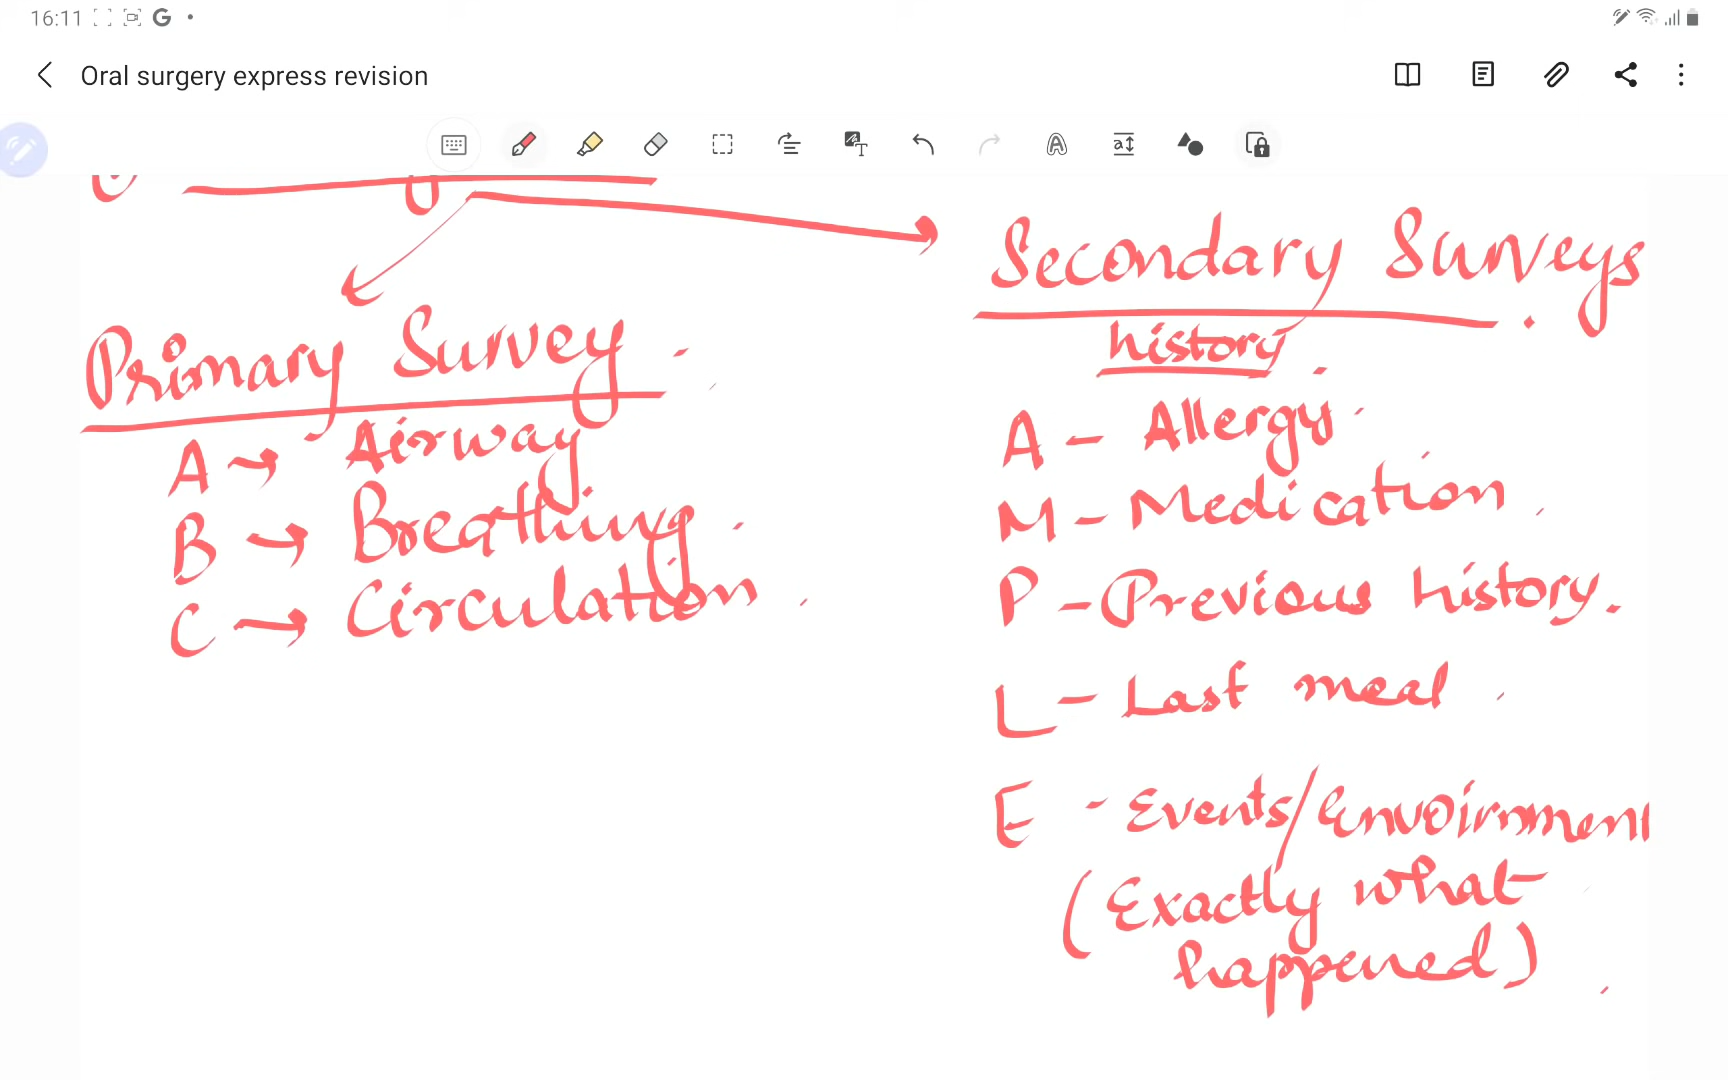 16:11 G
Oral surgery express revision
Primary Survey.
A → Airway
B → Breathing.
C → Circulation.
Secondary Surveys
history.
A - Allergy.
M - Medication.
P - Previous history.
L - Last meal.
E - Events/Envoirnment
(Exactly what
happened).